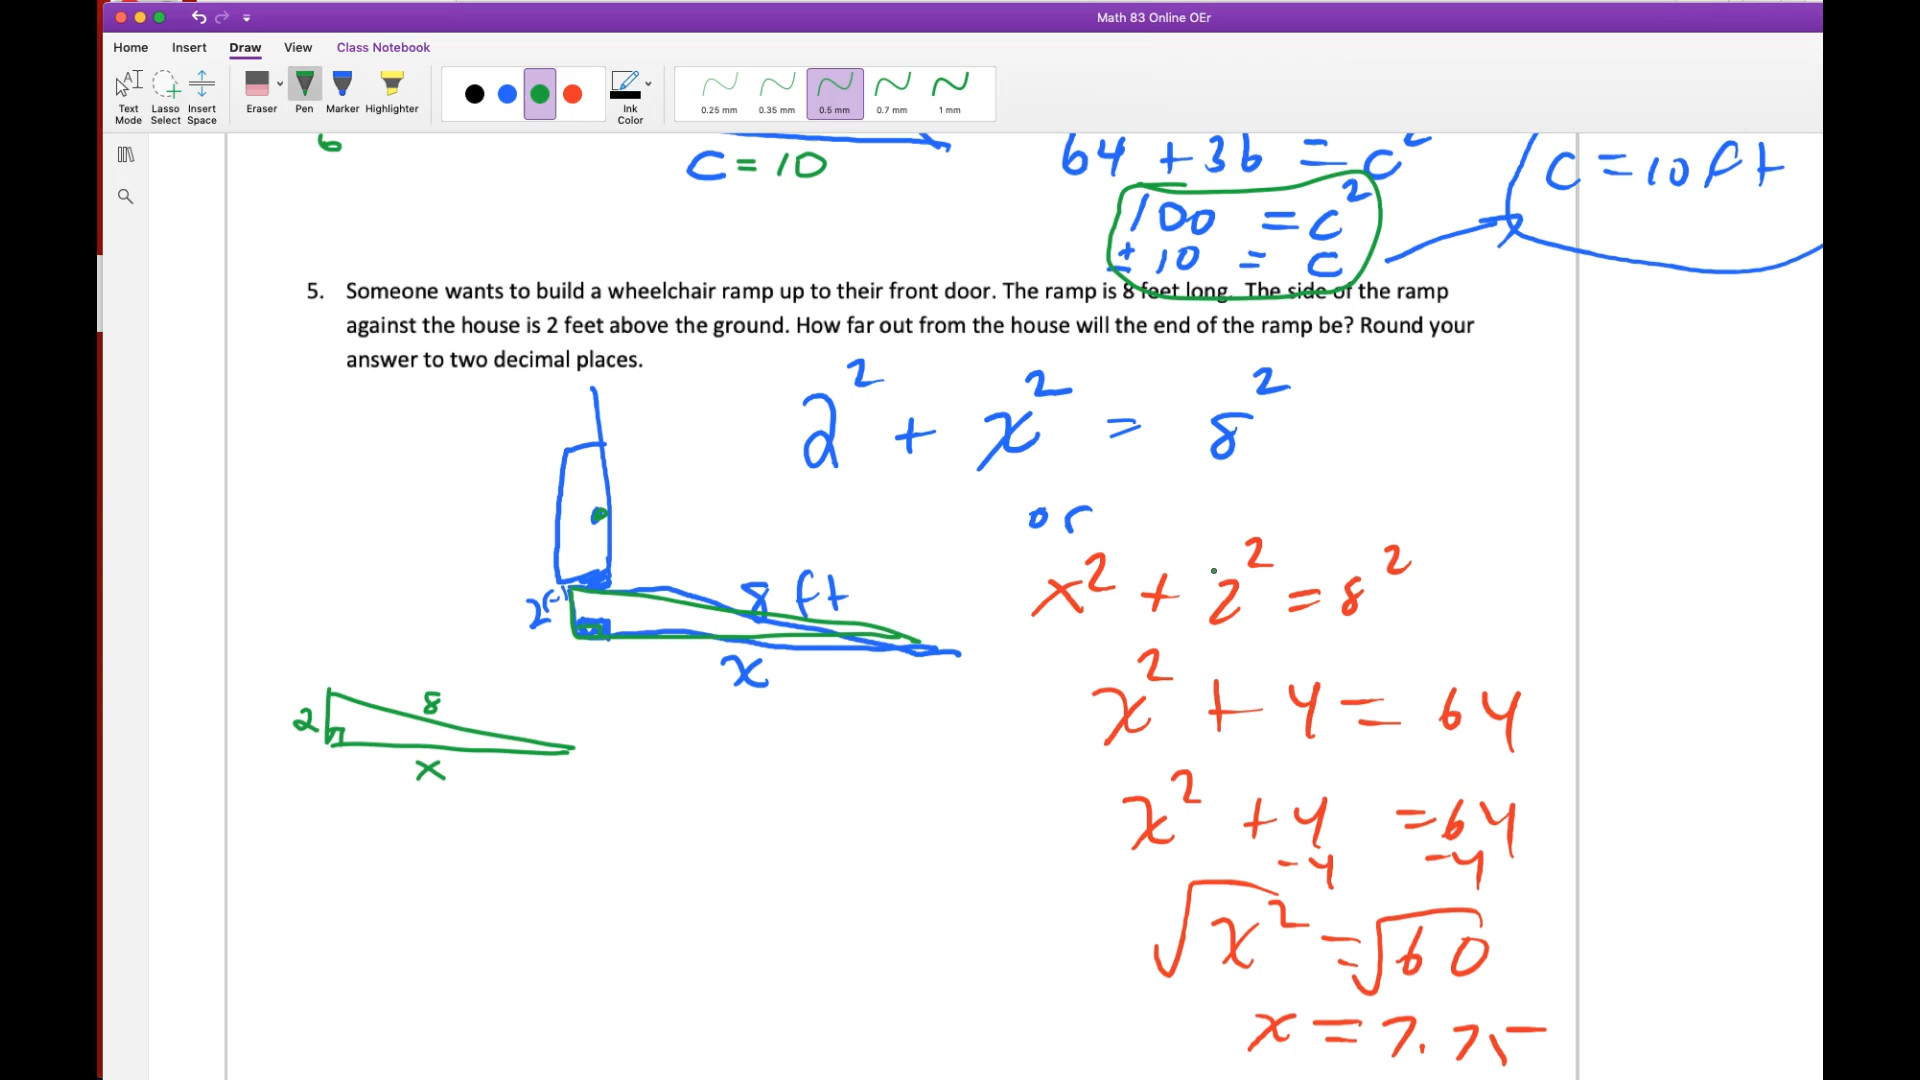 Math 83 Online OEr
Home Insert Draw View Class Notebook
Text Mode Lasso Select Insert Space Eraser Pen Marker Highlighter Ink Color 0.25 mm 0.35 mm 0.5 mm 0.7 mm 1 mm
6
c = 10
64 + 36 = c²
c = 10 ft
100 = c²
± 10 = c
5. Someone wants to build a wheelchair ramp up to their front door. The ramp is 8 feet long. The side of the ramp
against the house is 2 feet above the ground. How far out from the house will the end of the ramp be? Round your
answer to two decimal places.
2² + x² = 8²
or
x² + 2² = 8²
8 ft
2
x
8
2
x
x² + 4 = 64
x² + 4 = 64
-4 -4
√x² = √60
x = 7.75